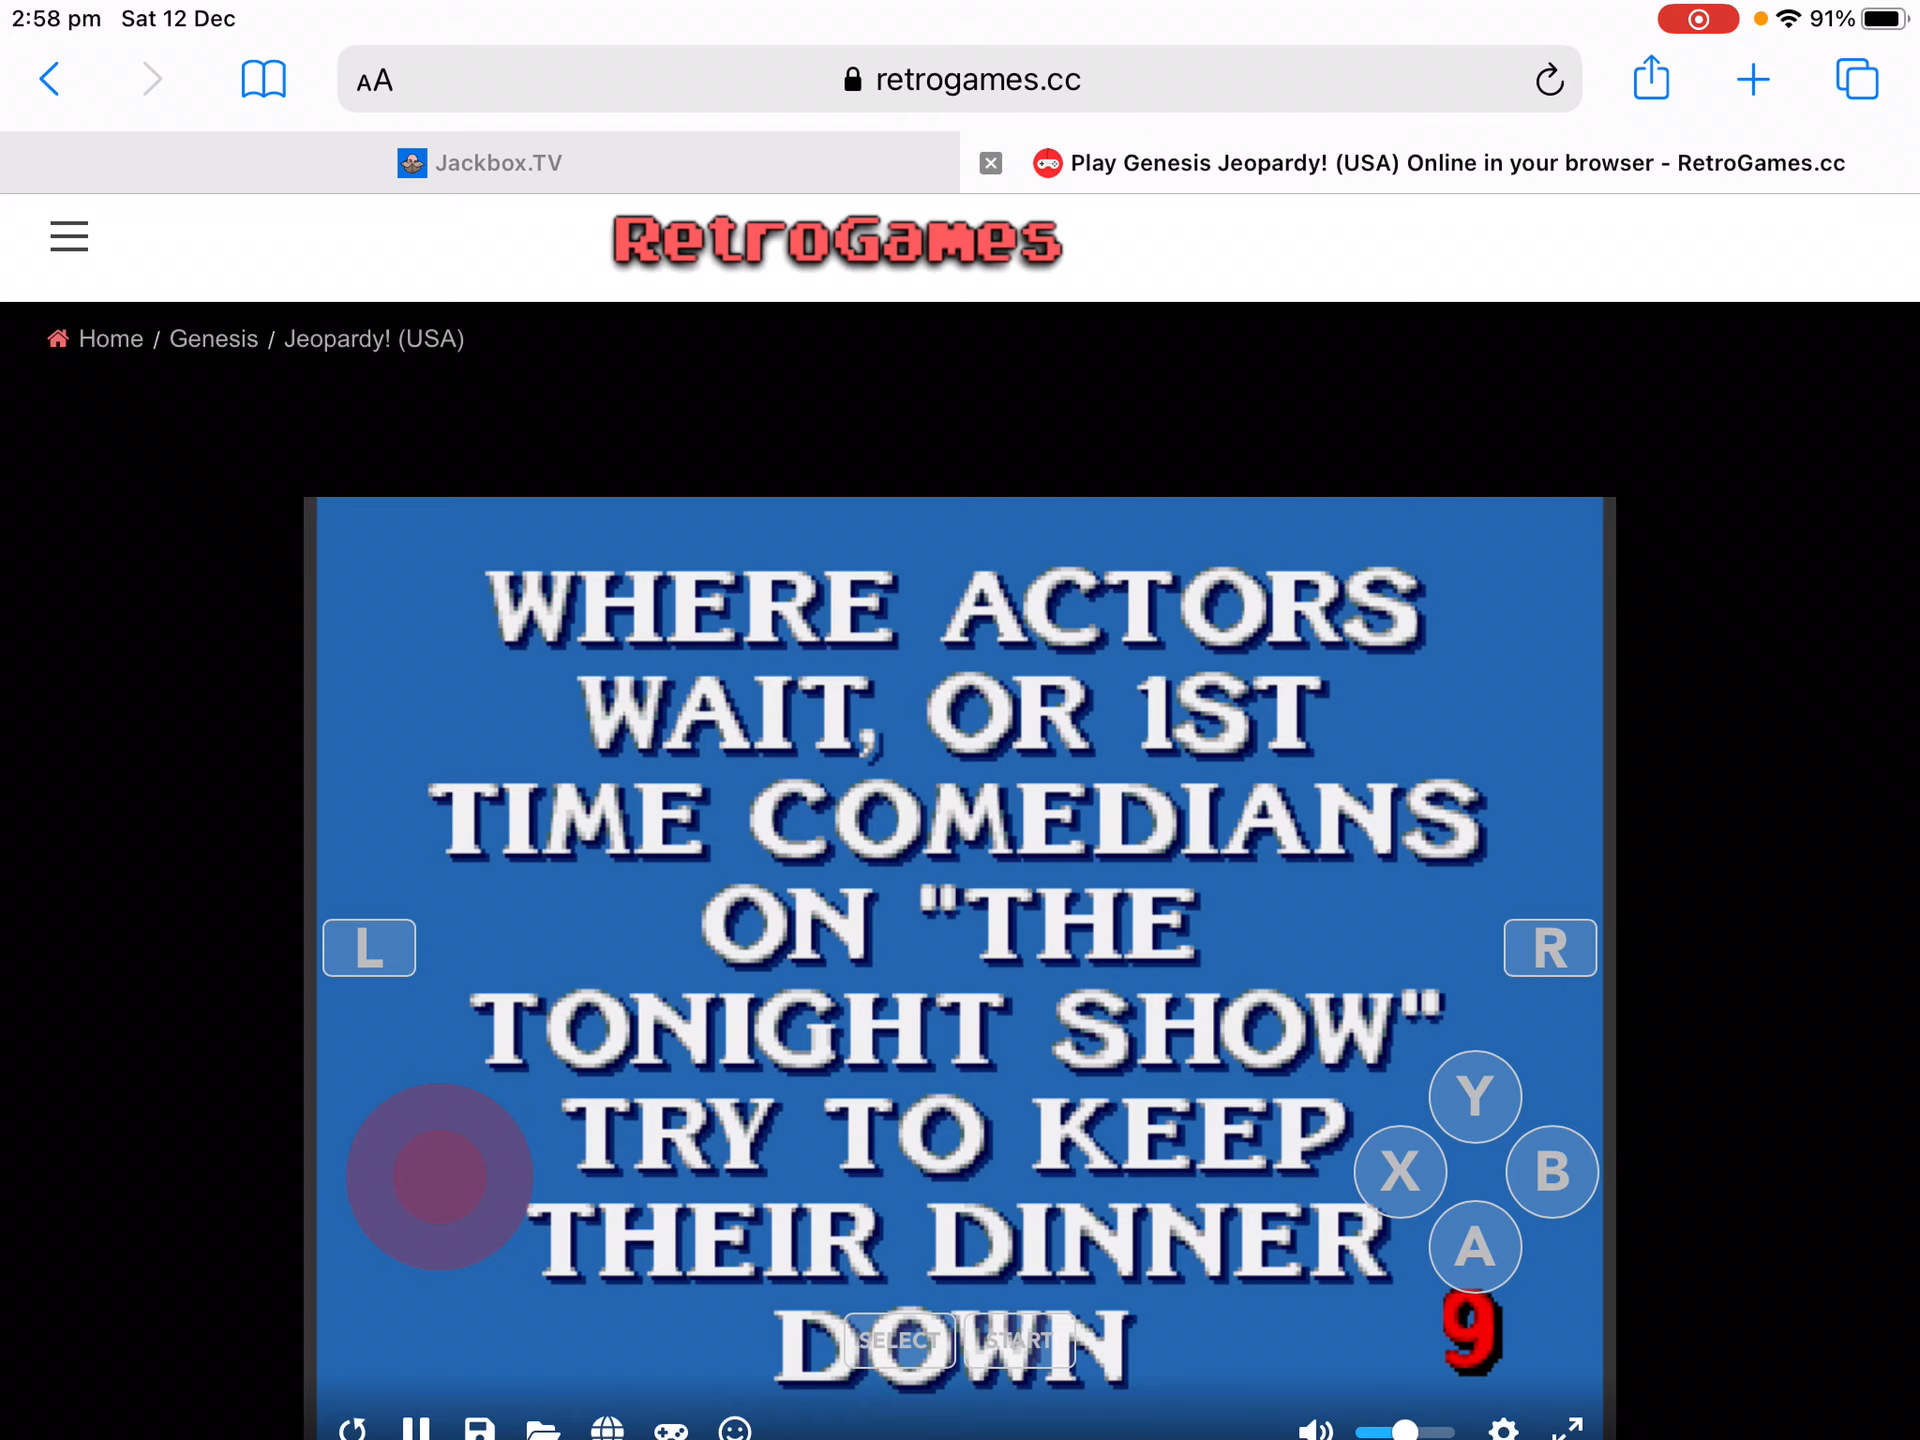 2:58 pm Sat 12 Dec 91%
AA retrogames.cc
Jackbox.TV
Play Genesis Jeopardy! (USA) Online in your browser - RetroGames.cc
RetroGames
Home / Genesis / Jeopardy! (USA)
WHERE ACTORS
WAIT, OR 1ST
TIME COMEDIANS
ON "THE
L
R
TONIGHT SHOW"
TRY TO KEEP
Y
X
B
THEIR DINNER
A
DOWN
SELECT
START
9